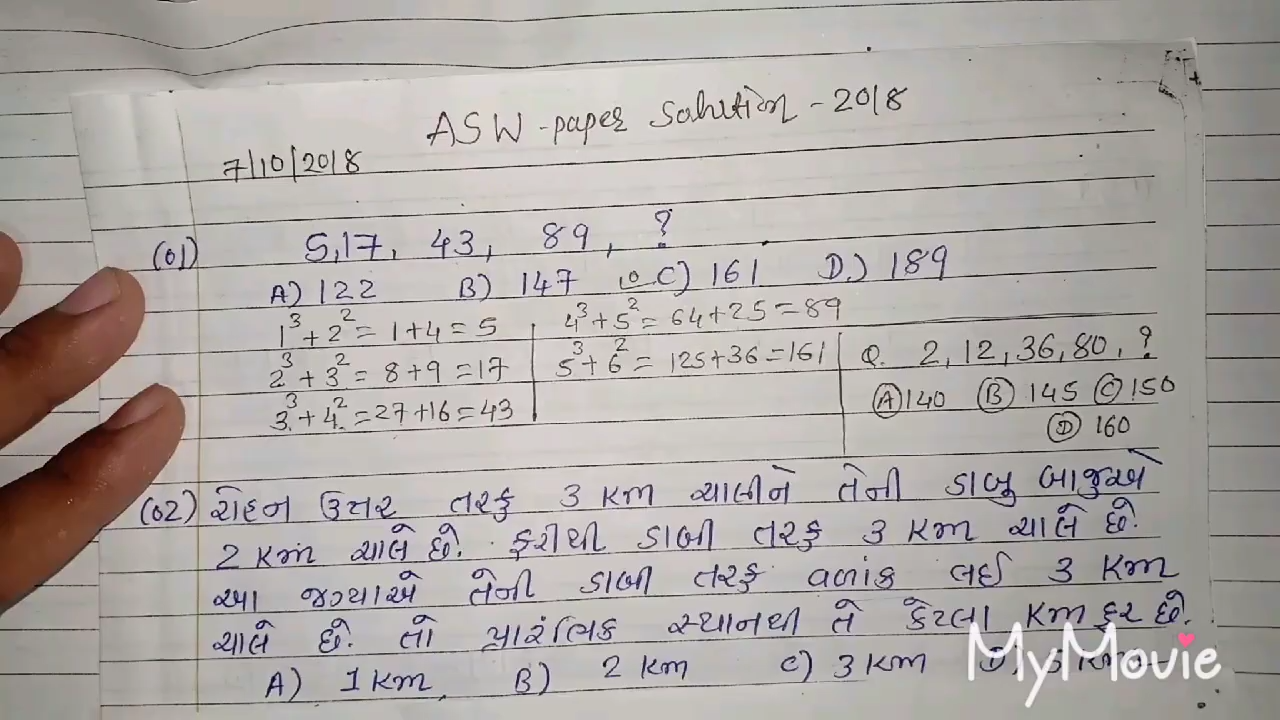 ASW-paper Solution - 2018
7/10/2018
(01) 5, 17, 43, 89, ?
A) 122 B) 147 C) 161 D.) 189
1³ + 2² = 1+4 = 5
2³ + 3² = 8+9 = 17
3³ + 4² = 27+16 = 43
4³ + 5² = 64+25 = 89
5³ + 6² = 125+36 = 161
Q. 2, 12, 36, 80, ?
Ⓐ 140 Ⓑ 145 Ⓒ 150
Ⓓ 160
(02) રોહન ઉત્તર તરફ 3 km ચાલીને તેની ડાબુ બાજુએ
2 km ચાલે છે. ફરીથી ડાબી તરફ 3 km ચાલે છે.
આ જગ્યાએ તેની ડાબી તરફ વળાંક લઈ 3 km
ચાલે છે. તો પ્રારંભિક સ્થાનથી તે કેટલા km દુર છે.
A) 1 km B) 2 km C) 3 km
MyMovie